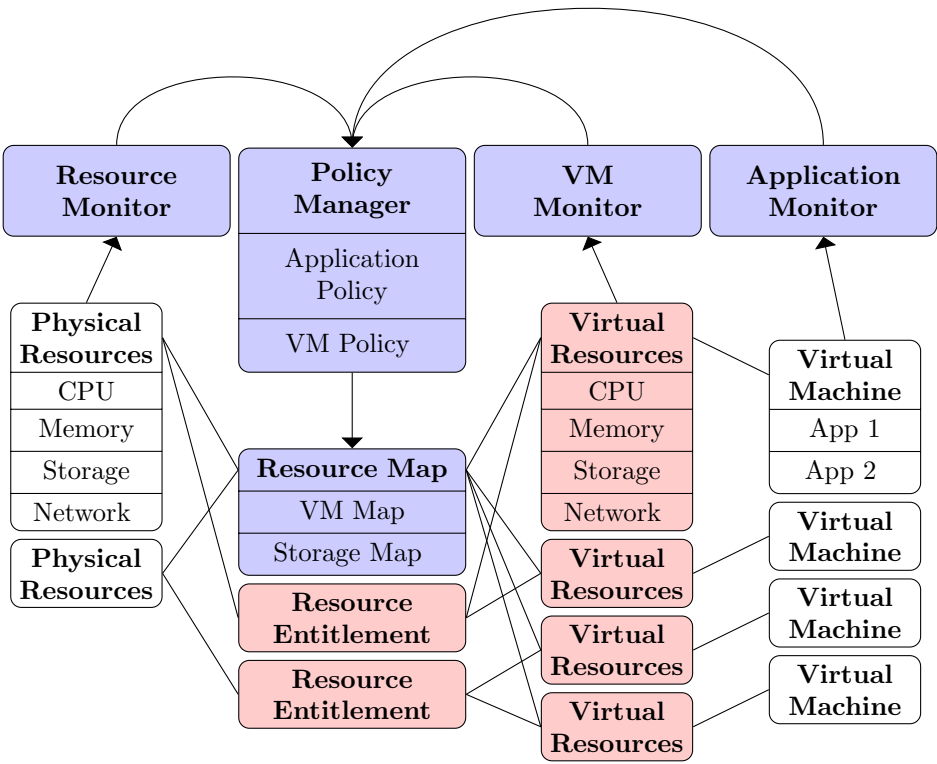 Resource
Monitor
Policy
Manager
Application
Policy
VM Policy
VM
Monitor
Application
Monitor
Physical
Resources
CPU
Memory
Storage
Network
Physical
Resources
Resource Map
VM Map
Storage Map
Resource
Entitlement
Resource
Entitlement
Virtual
Resources
CPU
Memory
Storage
Network
Virtual
Resources
Virtual
Resources
Virtual
Resources
Virtual
Machine
App 1
App 2
Virtual
Machine
Virtual
Machine
Virtual
Machine